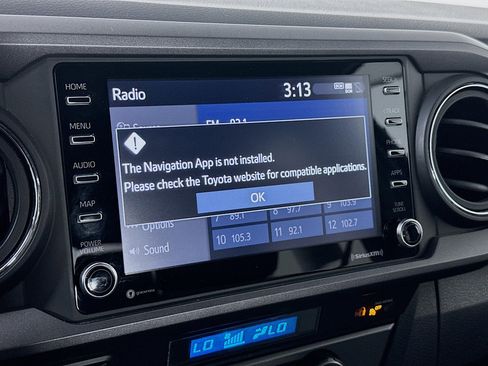 HOME
MENU
AUDIO
MAP
POWER
VOLUME
Radio
3:13
DCM
The Navigation App is not installed.
Please check the Toyota website for compatible applications.
OK
7 89.1 8 97.7 9 103.9
Options
10 105.3 11 92.1 12 102.7
Sound
SEEK
TRACK
APPS
TUNE
SCROLL
SiriusXM
LO LO